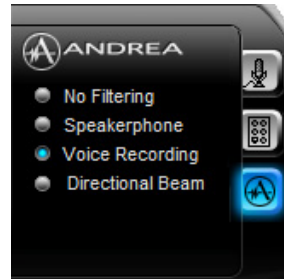 ANDREA
No Filtering
Speakerphone
Voice Recording
Directional Beam